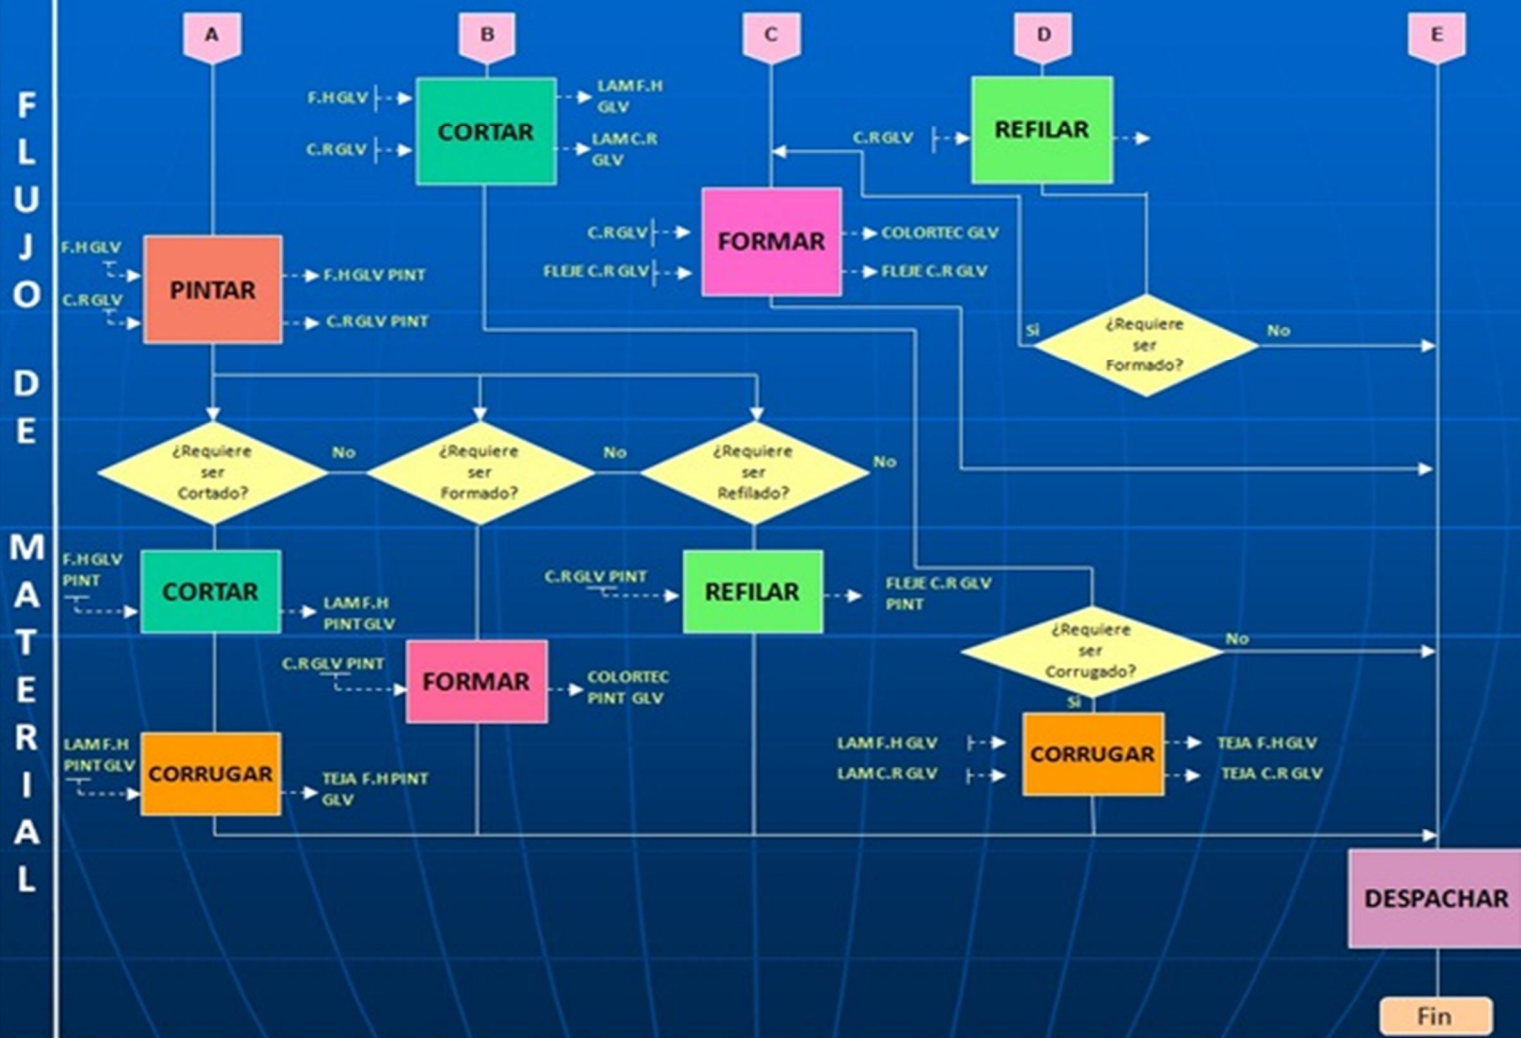 A
B
C
D
E
FLUJO
DE
MATERIAL
F.H GLV
C.R GLV
CORTAR
LAM F.H
GLV
LAM C.R
GLV
C.R GLV
REFILAR
C.R GLV
FLEJE C.R GLV
FORMAR
COLORTEC GLV
FLEJE C.R GLV
F.H GLV
C.R GLV
PINTAR
F.H GLV PINT
C.R GLV PINT
Si
¿Requiere
ser
Formado?
No
¿Requiere
ser
Cortado?
No
¿Requiere
ser
Formado?
No
¿Requiere
ser
Refilado?
No
F.H GLV
PINT
CORTAR
LAM F.H
PINT GLV
C.R GLV PINT
REFILAR
FLEJE C.R GLV
PINT
C.R GLV PINT
FORMAR
COLORTEC
PINT GLV
¿Requiere
ser
Corrugado?
No
Si
LAM F.H
PINT GLV
CORRUGAR
TEJA F.H PINT
GLV
LAM F.H GLV
LAM C.R GLV
CORRUGAR
TEJA F.H GLV
TEJA C.R GLV
DESPACHAR
Fin